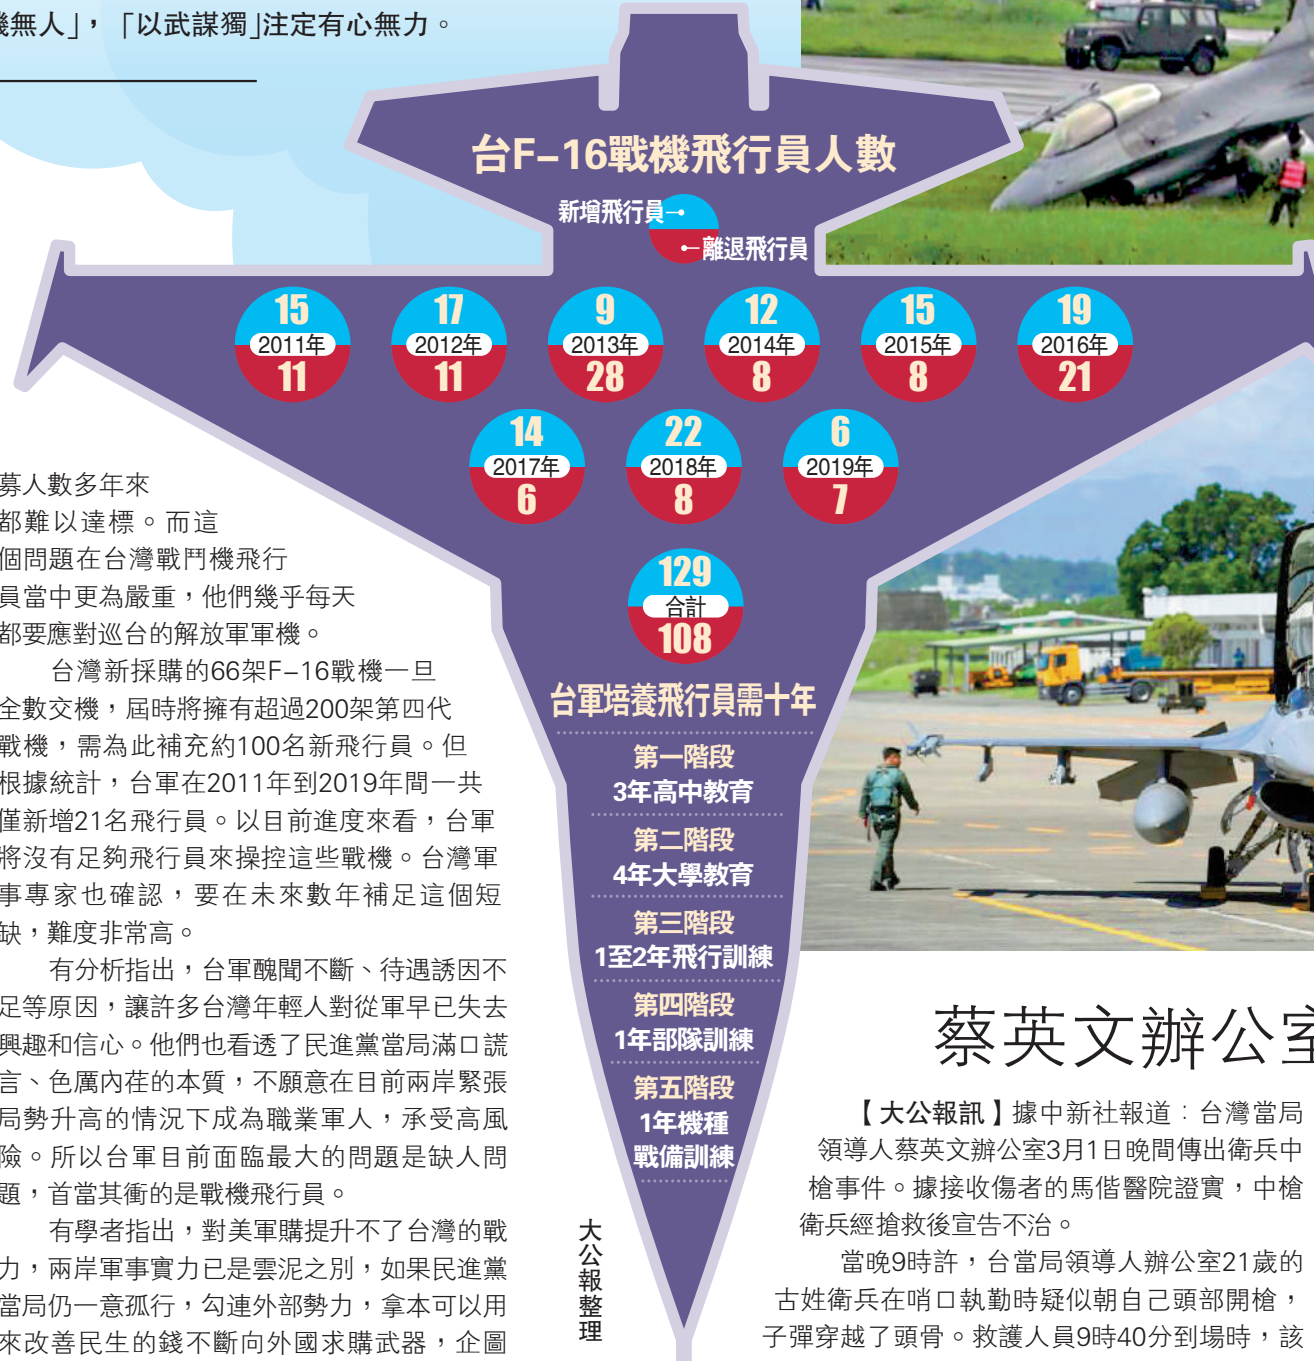 機無人」，「以武謀獨」注定有心無力。
台F-16戰機飛行員人數
新增飛行員
離退飛行員
15
2011年
11
17
2012年
11
9
2013年
28
12
2014年
8
15
2015年
8
19
2016年
21
14
2017年
6
22
2018年
8
6
2019年
7
129
合計
108
台軍培養飛行員需十年
第一階段
3年高中教育
第二階段
4年大學教育
第三階段
1至2年飛行訓練
第四階段
1年部隊訓練
第五階段
1年機種
戰備訓練
大公報整理
募人數多年來
都難以達標。而這
個問題在台灣戰鬥機飛行
員當中更為嚴重，他們幾乎每天
都要應對巡台的解放軍軍機。
台灣新採購的66架F-16戰機一旦
全數交機，屆時將擁有超過200架第四代
戰機，需為此補充約100名新飛行員。但
根據統計，台軍在2011年到2019年間一共
僅新增21名飛行員。以目前進度來看，台軍
將沒有足夠飛行員來操控這些戰機。台灣軍
事專家也確認，要在未來數年補足這個短
缺，難度非常高。
有分析指出，台軍醜聞不斷、待遇誘因不
足等原因，讓許多台灣年輕人對從軍早已失去
興趣和信心。他們也看透了民進黨當局滿口謊
言、色厲內荏的本質，不願意在目前兩岸緊張
局勢升高的情況下成為職業軍人，承受高風
險。所以台軍目前面臨最大的問題是缺人問
題，首當其衝的是戰機飛行員。
有學者指出，對美軍購提升不了台灣的戰
力，兩岸軍事實力已是雲泥之別，如果民進黨
當局仍一意孤行，勾連外部勢力，拿本可以用
來改善民生的錢不斷向外國求購武器，企圖
蔡英文辦公室
【大公報訊】據中新社報道：台灣當局
領導人蔡英文辦公室3月1日晚間傳出衛兵中
槍事件。據接收傷者的馬偕醫院證實，中槍
衛兵經搶救後宣告不治。
當晚9時許，台當局領導人辦公室21歲的
古姓衛兵在哨口執勤時疑似朝自己頭部開槍，
子彈穿越了頭骨。救護人員9時40分到場時，該